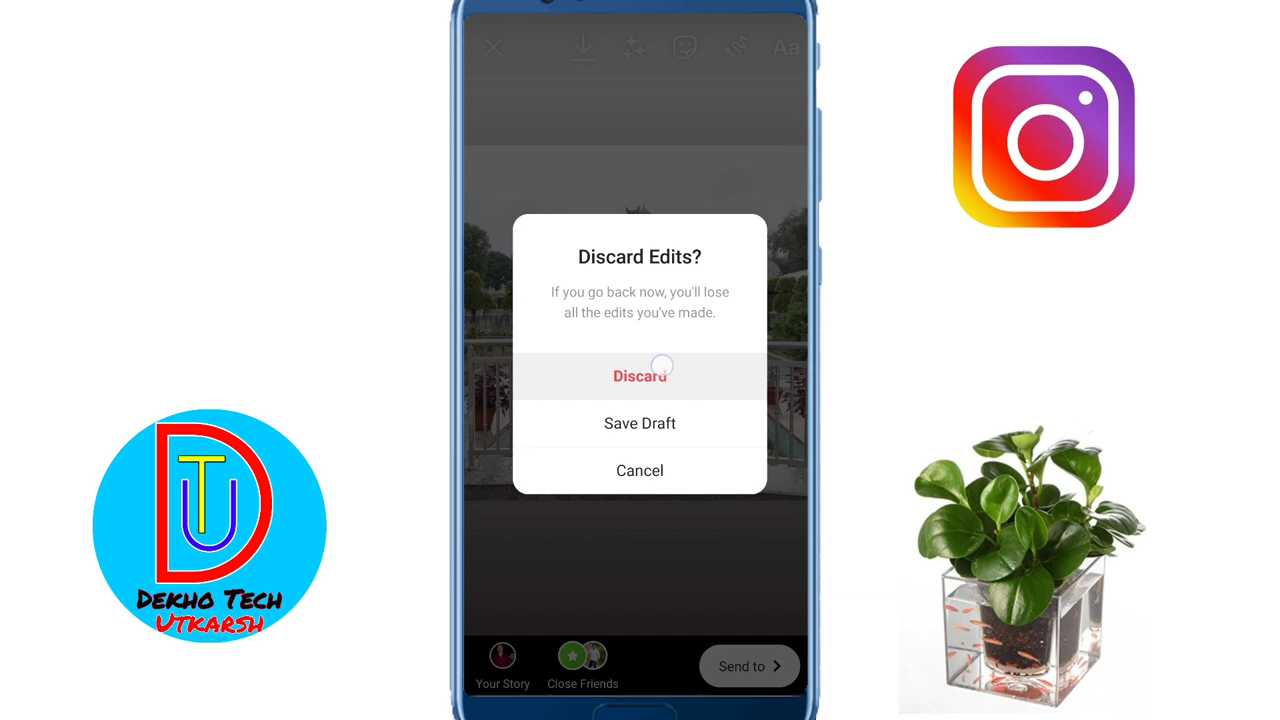 Aa
Discard Edits?
If you go back now, you'll lose
all the edits you've made.
Discard
Save Draft
Cancel
Your Story
Close Friends
Send to
DTU
Dekho Tech
Utkarsh